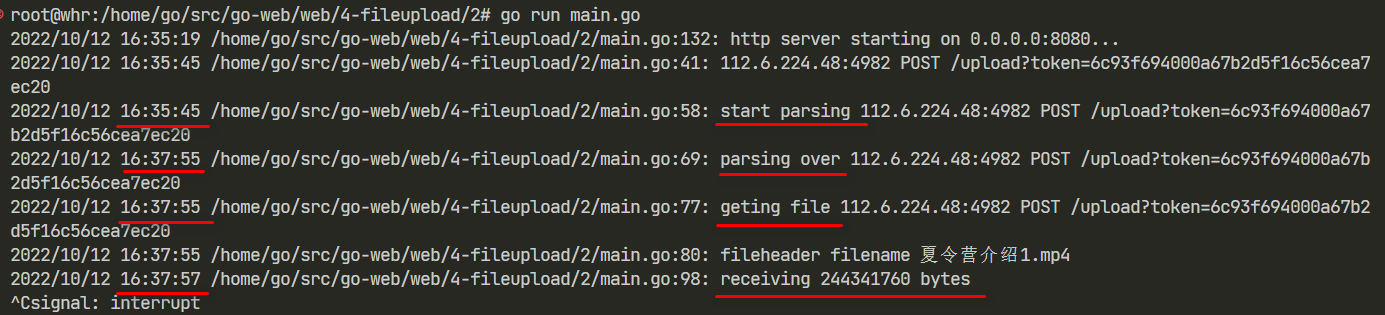 root@whr:/home/go/src/go-web/web/4-fileupload/2# go run main.go
2022/10/12 16:35:19 /home/go/src/go-web/web/4-fileupload/2/main.go:132: http server starting on 0.0.0.0:8080...
2022/10/12 16:35:45 /home/go/src/go-web/web/4-fileupload/2/main.go:41: 112.6.224.48:4982 POST /upload?token=6c93f694000a67b2d5f16c56cea7
ec20
2022/10/12 16:35:45 /home/go/src/go-web/web/4-fileupload/2/main.go:58: start parsing 112.6.224.48:4982 POST /upload?token=6c93f694000a67
b2d5f16c56cea7ec20
2022/10/12 16:37:55 /home/go/src/go-web/web/4-fileupload/2/main.go:69: parsing over 112.6.224.48:4982 POST /upload?token=6c93f694000a67b
2d5f16c56cea7ec20
2022/10/12 16:37:55 /home/go/src/go-web/web/4-fileupload/2/main.go:77: geting file 112.6.224.48:4982 POST /upload?token=6c93f694000a67b2
d5f16c56cea7ec20
2022/10/12 16:37:55 /home/go/src/go-web/web/4-fileupload/2/main.go:80: fileheader filename 夏令营介绍1.mp4
2022/10/12 16:37:57 /home/go/src/go-web/web/4-fileupload/2/main.go:98: receiving 244341760 bytes
^Csignal: interrupt